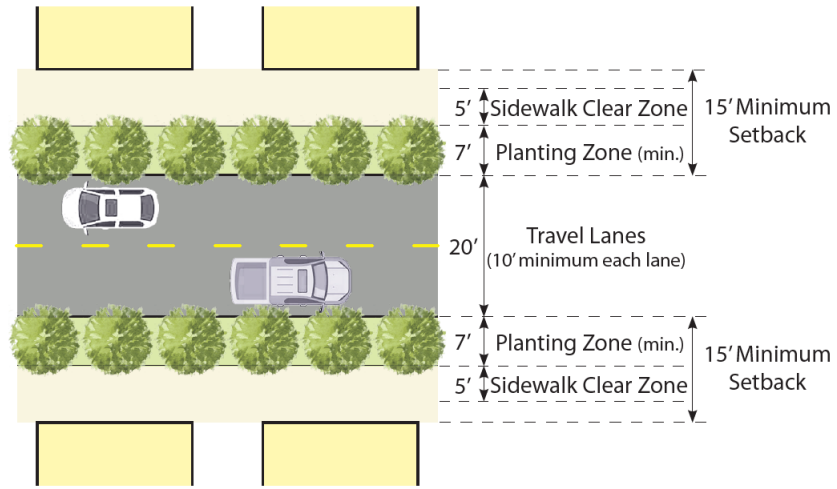 5’ Sidewalk Clear Zone
15’ Minimum
Setback
7’ Planting Zone (min.)
20’ Travel Lanes
(10’ minimum each lane)
7’ Planting Zone (min.)
15’ Minimum
Setback
5’ Sidewalk Clear Zone